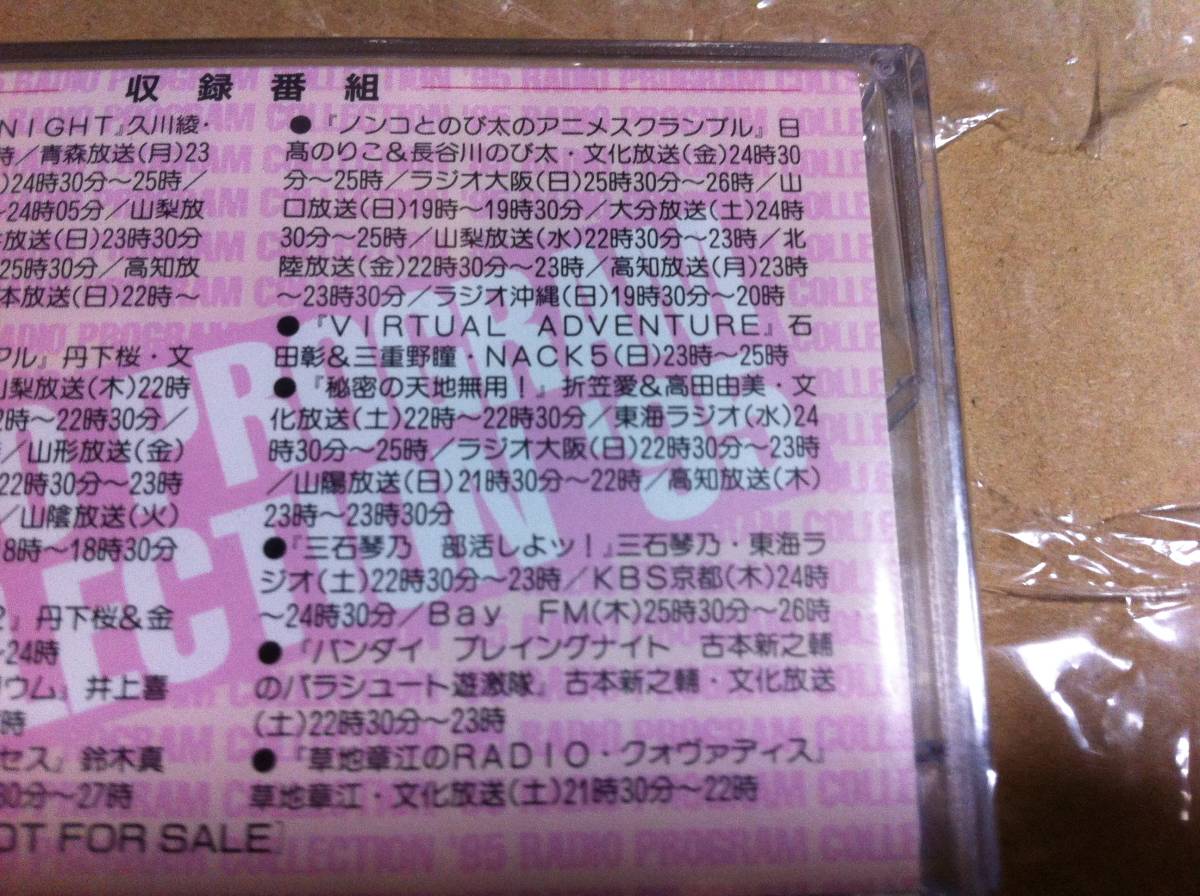 収録番組
NIGHT』久川綾・
時／青森放送(月)23
)24時30分～25時／
～24時05分／山梨放
放送(日)23時30分
25時30分／高知放
本放送(日)22時～
アル』丹下桜・文
山梨放送(木)22時
2時～22時30分／
／山形放送(金)
22時30分～23時
／山陰放送(火)
18時～18時30分
2』丹下桜＆金
～24時
リウム』井上喜
時
セス』鈴木真
30分～27時
OT FOR SALE]
●『ノンコとのび太のアニメスクランブル』日
髙のりこ＆長谷川のび太・文化放送(金)24時30
分～25時／ラジオ大阪(日)25時30分～26時／山
口放送(日)19時～19時30分／大分放送(土)24時
30分～25時／山梨放送(水)22時30分～23時／北
陸放送(金)22時30分～23時／高知放送(月)23時
～23時30分／ラジオ沖縄(日)19時30分～20時
●『VIRTUAL ADVENTURE』石
田彰＆三重野瞳・NACK5(日)23時～25時
●『秘密の天地無用！』折笠愛＆高田由美・文
化放送(土)22時～22時30分／東海ラジオ(水)24
時30分～25時／ラジオ大阪(日)22時30分～23時
／山陽放送(日)21時30分～22時／高知放送(木)
23時～23時30分
●『三石琴乃 部活しよッ！』三石琴乃・東海ラ
ジオ(土)22時30分～23時／KBS京都(木)24時
～24時30分／Bay FM(木)25時30分～26時
●『バンダイ プレイングナイト 古本新之輔
のパラシュート遊激隊』古本新之輔・文化放送
(土)22時30分～23時
●『草地章江のRADIO・クォヴァディス』
草地章江・文化放送(土)21時30分～22時